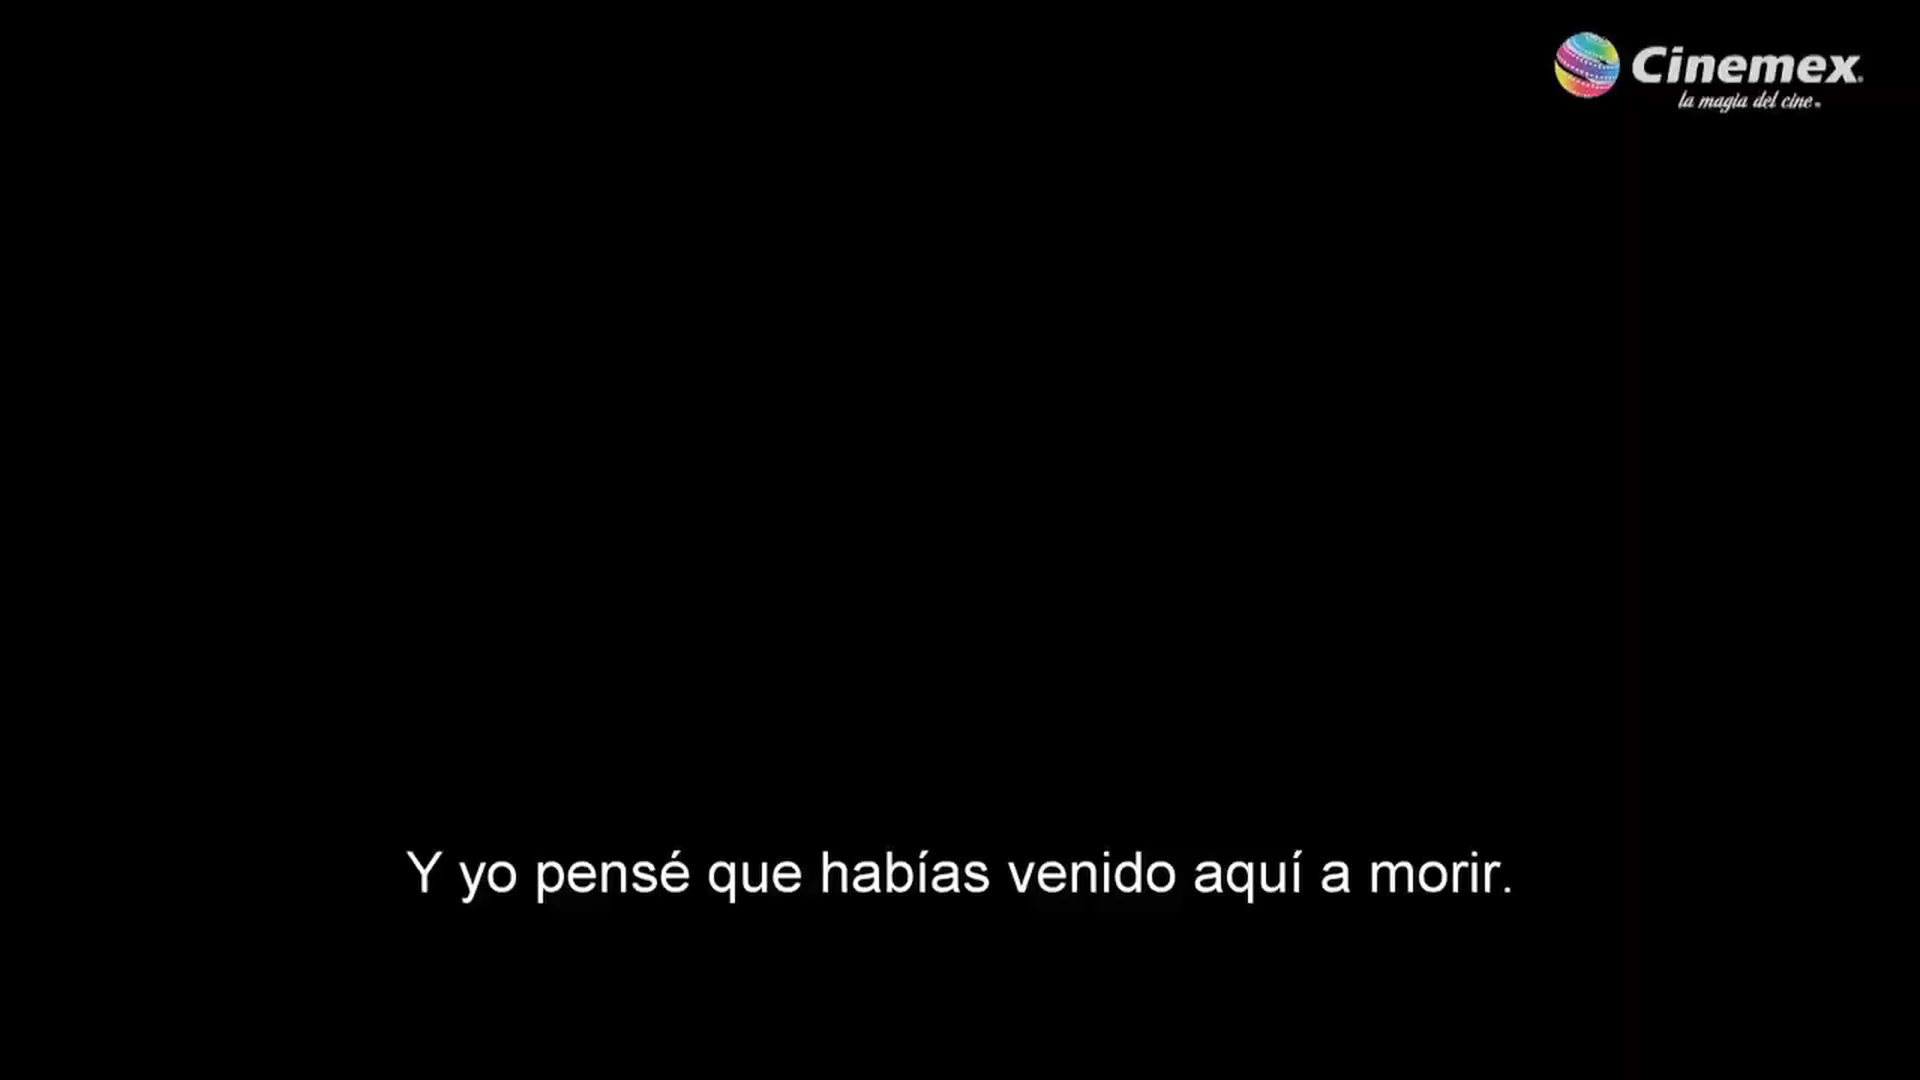 Cinemex.
la magia del cine
Y yo pensé que habías venido aquí a morir.